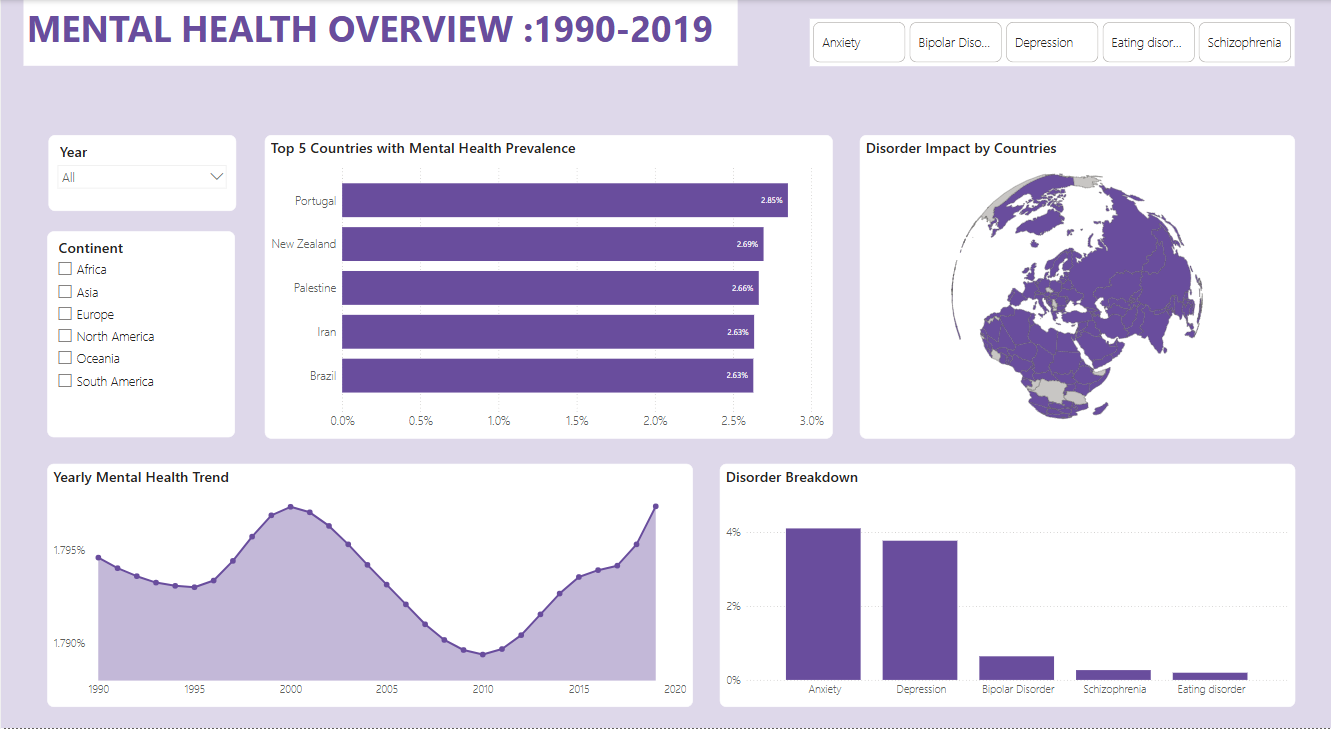 MENTAL HEALTH OVERVIEW :1990-2019
Anxiety
Bipolar Diso...
Depression
Eating disor...
Schizophrenia
Year
All
Continent
Africa
Asia
Europe
North America
Oceania
South America
Top 5 Countries with Mental Health Prevalence
Portugal 2.85%
New Zealand 2.69%
Palestine 2.66%
Iran 2.63%
Brazil 2.63%
0.0% 0.5% 1.0% 1.5% 2.0% 2.5% 3.0%
Disorder Impact by Countries
Yearly Mental Health Trend
1.795%
1.790%
1990 1995 2000 2005 2010 2015 2020
Disorder Breakdown
4%
2%
0%
Anxiety Depression Bipolar Disorder Schizophrenia Eating disorder